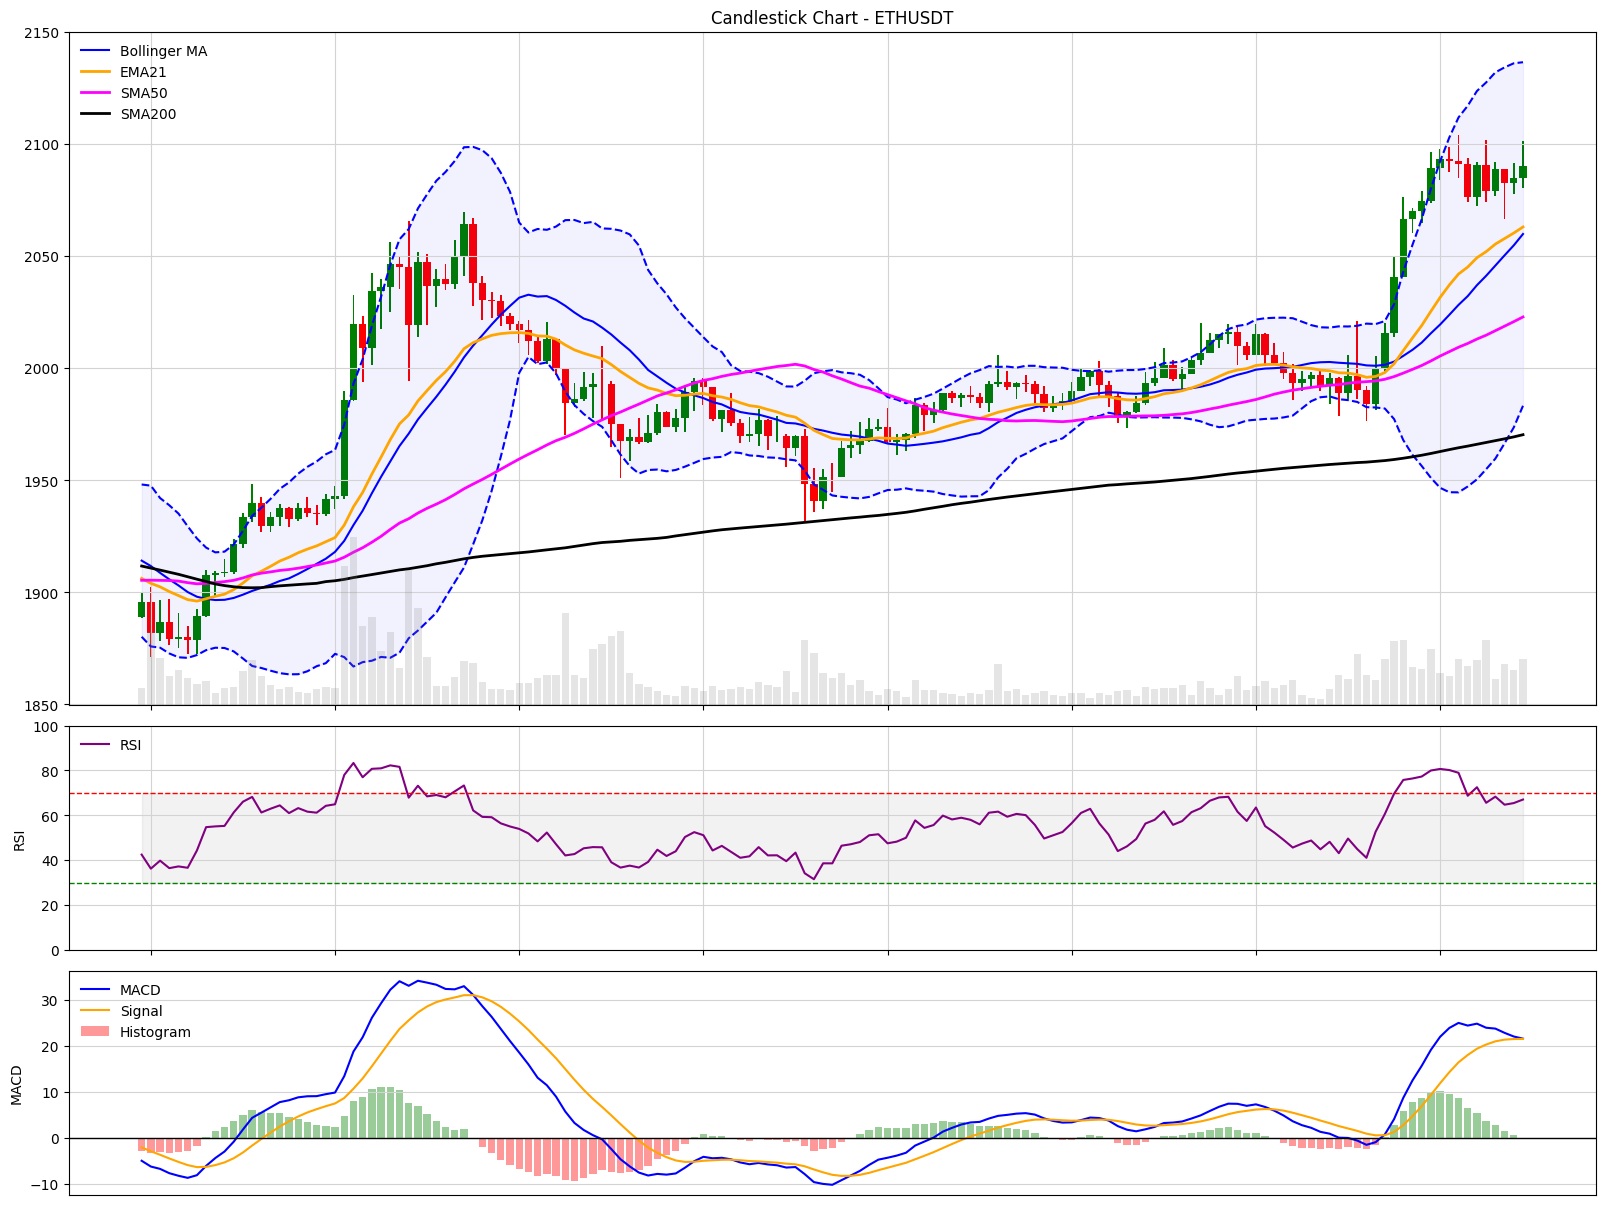 Candlestick Chart - ETHUSDT
2150
2100
2050
2000
1950
1900
1850
Bollinger MA
EMA21
SMA50
SMA200
100
80
60
40
20
0
RSI
RSI
30
20
10
0
−10
MACD
MACD
Signal
Histogram